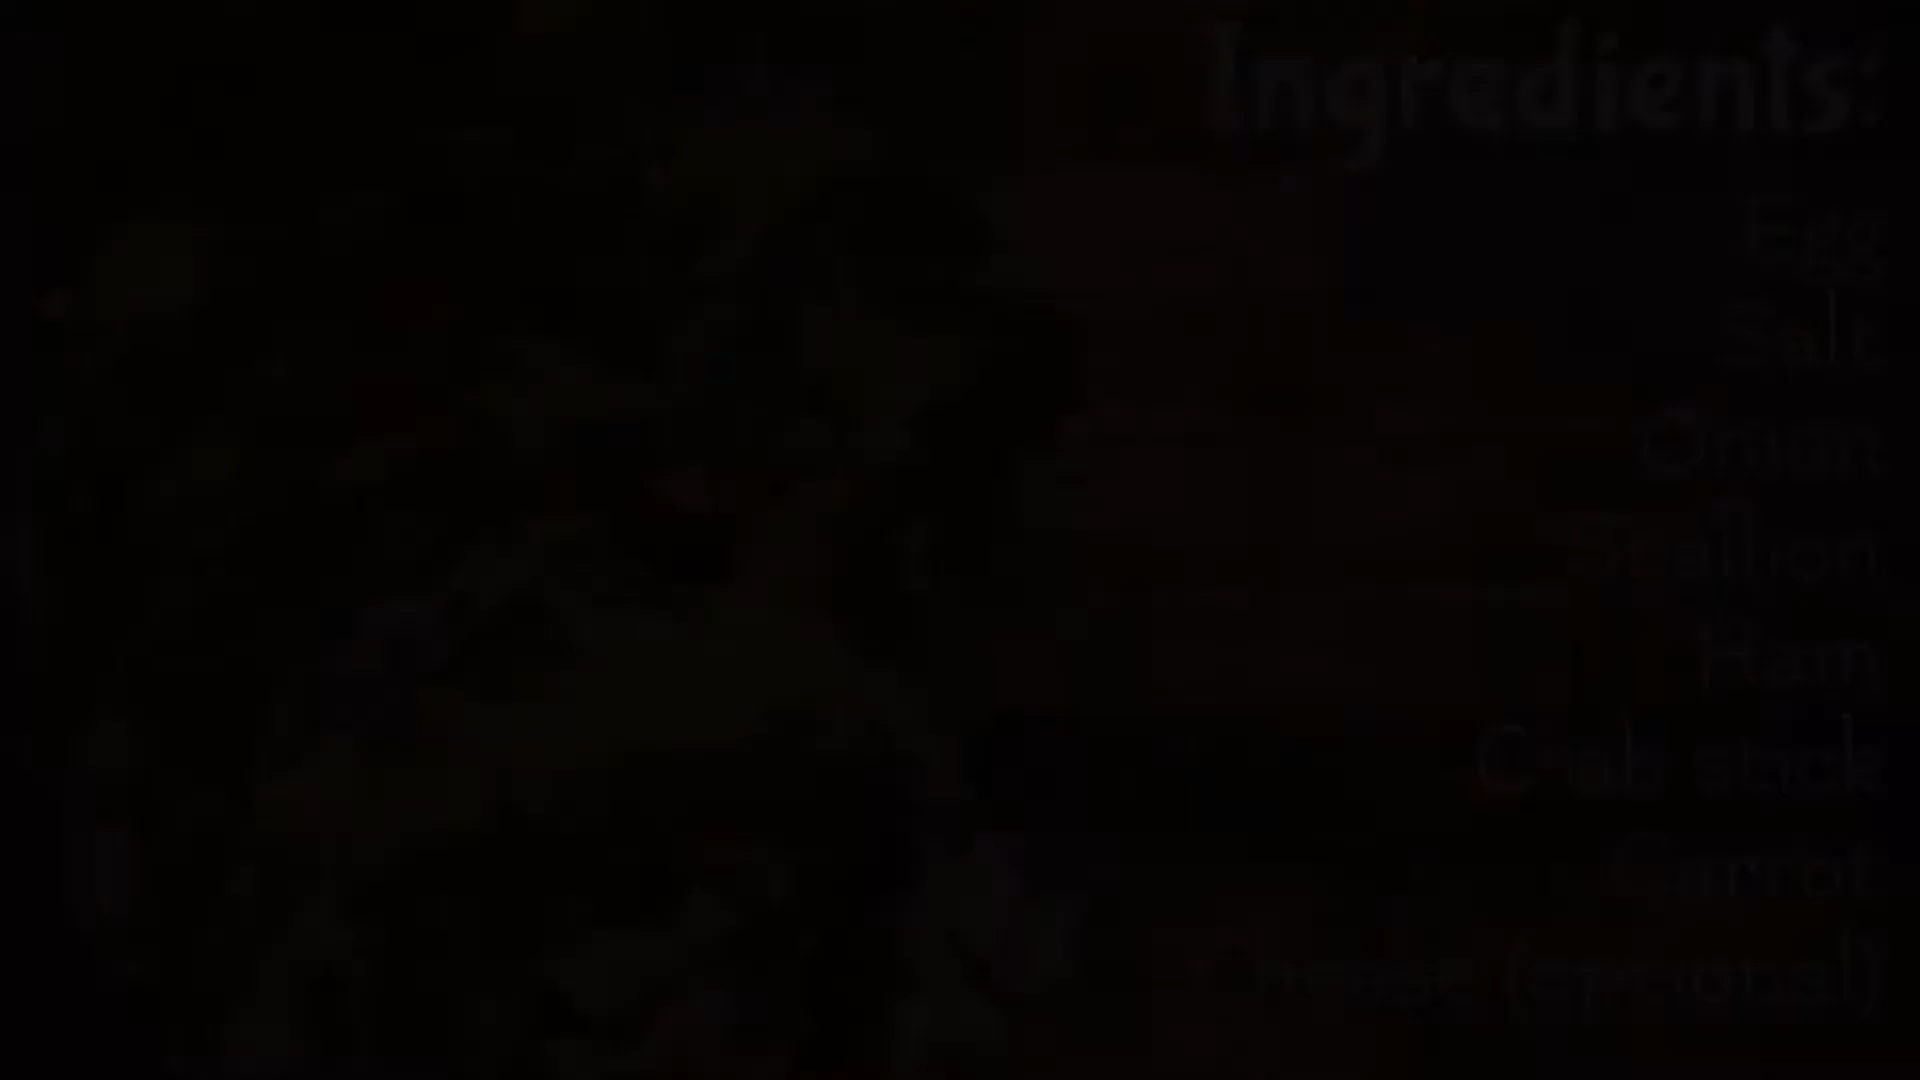 Ingredients:
Egg
Salt
Onion
Scallion
Ham
Crab stick
Carrot
Cheese (optional)